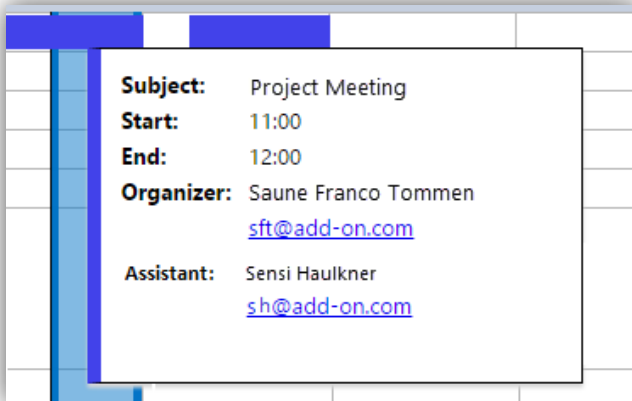 Subject: Project Meeting
Start: 11:00
End: 12:00
Organizer: Saune Franco Tommen
sft@add-on.com
Assistant: Sensi Haulkner
sh@add-on.com